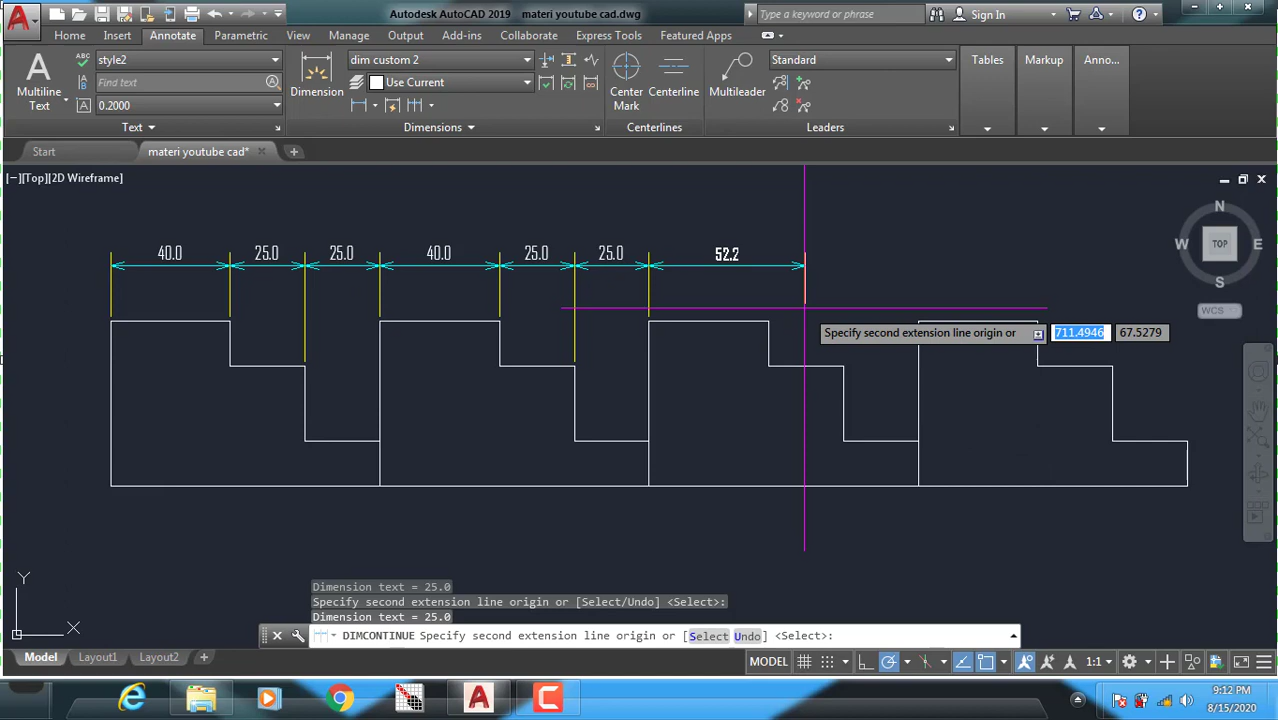 Autodesk AutoCAD 2019 materi youtube cad.dwg
Type a keyword or phrase
Sign In
Home Insert Annotate Parametric View Manage Output Add-ins Collaborate Express Tools Featured Apps
Multiline
Text
style2
Find text
0.2000
Text
Dimension
dim custom 2
Use Current
Dimensions
Center
Mark
Centerline
Centerlines
Multileader
Standard
Leaders
Tables
Markup
Anno...
Start
materi youtube cad*
[−][Top][2D Wireframe]
N
W TOP E
S
WCS
40.0 25.0 25.0 40.0 25.0 25.0 52.2
Specify second extension line origin or 711.4946 67.5279
Y
X
Dimension text = 25.0
Specify second extension line origin or [Select/Undo] <Select>:
Dimension text = 25.0
DIMCONTINUE Specify second extension line origin or [Select Undo] <Select>:
Model Layout1 Layout2 +
MODEL
1:1
9:12 PM
8/15/2020